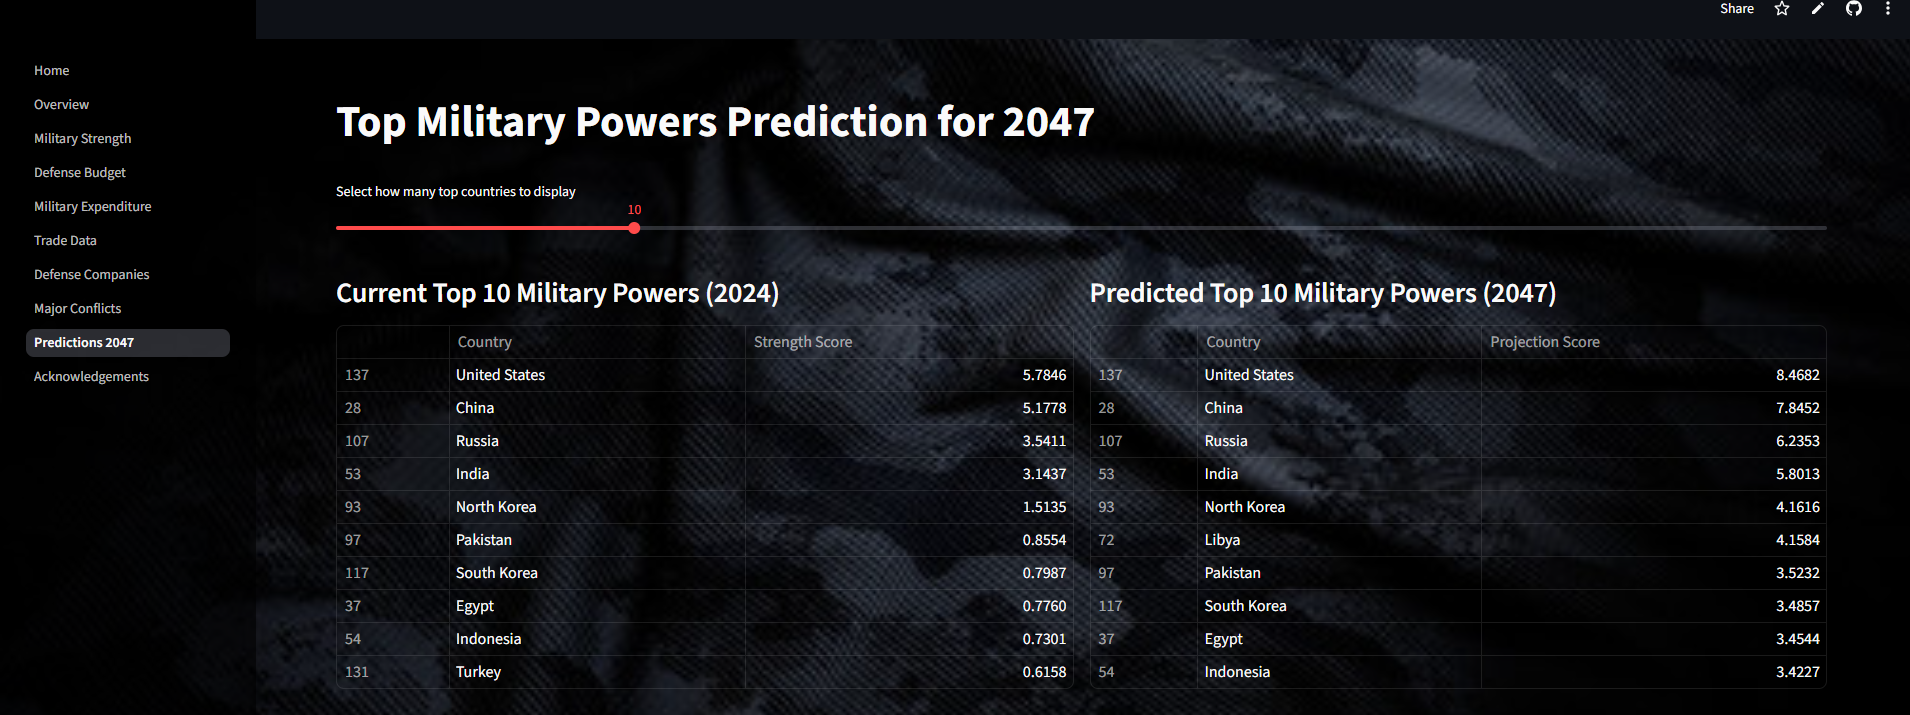 Share
Home
Overview
Military Strength
Defense Budget
Military Expenditure
Trade Data
Defense Companies
Major Conflicts
Predictions 2047
Acknowledgements
Top Military Powers Prediction for 2047
Select how many top countries to display
10
Current Top 10 Military Powers (2024)
Country Strength Score
137 United States 5.7846
28 China 5.1778
107 Russia 3.5411
53 India 3.1437
93 North Korea 1.5135
97 Pakistan 0.8554
117 South Korea 0.7987
37 Egypt 0.7760
54 Indonesia 0.7301
131 Turkey 0.6158
Predicted Top 10 Military Powers (2047)
Country Projection Score
137 United States 8.4682
28 China 7.8452
107 Russia 6.2353
53 India 5.8013
93 North Korea 4.1616
72 Libya 4.1584
97 Pakistan 3.5232
117 South Korea 3.4857
37 Egypt 3.4544
54 Indonesia 3.4227